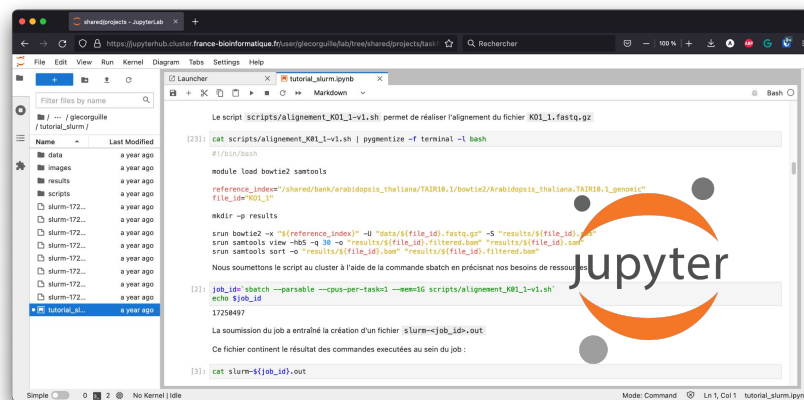 shared/projects - JupyterLab
https://jupyterhub.cluster.france-bioinformatique.fr/user/glecorguille/lab/tree/shared/projects/task
Q Rechercher
100 %
File Edit View Run Kernel Diagram Tabs Settings Help
Launcher
tutorial_slurm.ipynb
Markdown
Bash
Filter files by name
/ ··· / glecorguille
/ tutorial_slurm /
Name Last Modified
data a year ago
images a year ago
results a year ago
scripts a year ago
slurm-172... a year ago
slurm-172... a year ago
slurm-172... a year ago
slurm-172... a year ago
slurm-172... a year ago
slurm-172... a year ago
slurm-172... a year ago
tutorial_sl... a year ago
Le script scripts/alignement_KO1_1-v1.sh permet de réaliser l'alignement du fichier KO1_1.fastq.gz
[23]: cat scripts/alignement_K01_1-v1.sh | pygmentize -f terminal -l bash
#!/bin/bash
module load bowtie2 samtools
reference_index="/shared/bank/arabidopsis_thaliana/TAIR10.1/bowtie2/Arabidopsis_thaliana.TAIR10.1_genomic"
file_id="KO1_1"
mkdir -p results
srun bowtie2 -x "${reference_index}" -U "data/${file_id}.fastq.gz" -S "results/${file_id}.sam"
srun samtools view -hbS -q 30 -o "results/${file_id}.filtered.bam" "results/${file_id}.sam"
srun samtools sort -o "results/${file_id}.bam" "results/${file_id}.filtered.bam"
Nous soumettons le script au cluster à l'aide de la commande sbatch en précisnat nos besoins de ressources
jupyter
[2]: job_id=`sbatch --parsable --cpus-per-task=1 --mem=1G scripts/alignement_K01_1-v1.sh`
echo $job_id
17250497
La soumission du job a entraîné la création d'un fichier slurm-<job_id>.out
Ce fichier continent le résultat des commandes executées au sein du job :
[3]: cat slurm-${job_id}.out
Simple 0 2 No Kernel | Idle
Mode: Command Ln 1, Col 1 tutorial_slurm.ipyn